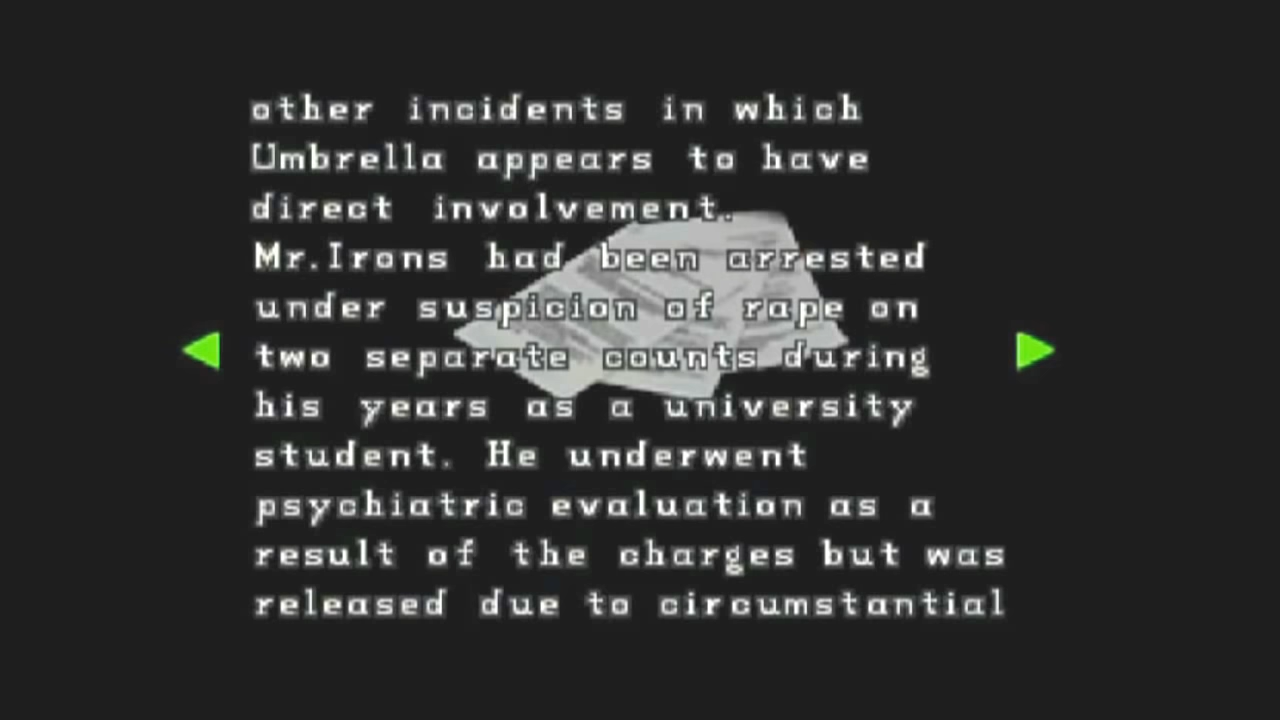 other incidents in which
Umbrella appears to have
direct involvement.
Mr.Irons had been arrested
under suspicion of rape on
two separate counts during
his years as a university
student. He underwent
psychiatric evaluation as a
result of the charges but was
released due to circumstantial